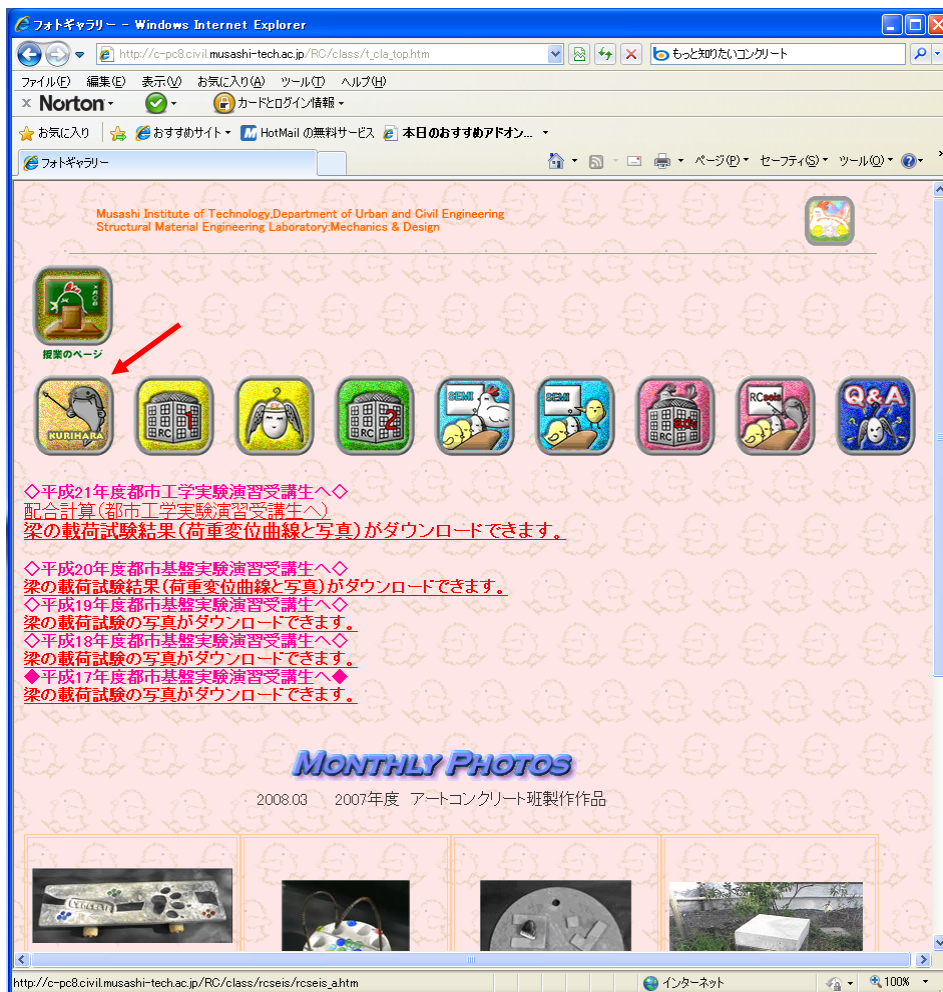 フォトギャラリー - Windows Internet Explorer
http://c-pc8.civil.musashi-tech.ac.jp/RC/class/t_cla_top.htm
もっと知りたいコンクリート
ファイル(F) 編集(E) 表示(V) お気に入り(A) ツール(T) ヘルプ(H)
× Norton カードとログイン情報
お気に入り おすすめサイト HotMail の無料サービス 本日のおすすめアドオン...
フォトギャラリー ページ(P) セーフティ(S) ツール(O)
Musashi Institute of Technology,Department of Urban and Civil Engineering
Structural Material Engineering Laboratory:Mechanics & Design
授業のページ
KURIHARA RC 1 RC 2 SEMI SEMI RC RCseis Q&A
◇平成21年度都市工学実験演習受講生へ◇
配合計算(都市工学実験演習受講生へ)
梁の載荷試験結果(荷重変位曲線と写真)がダウンロードできます。
◇平成20年度都市基盤実験演習受講生へ◇
梁の載荷試験結果(荷重変位曲線と写真)がダウンロードできます。
◇平成19年度都市基盤実験演習受講生へ◇
梁の載荷試験の写真がダウンロードできます。
◇平成18年度都市基盤実験演習受講生へ◇
梁の載荷試験の写真がダウンロードできます。
◆平成17年度都市基盤実験演習受講生へ◆
梁の載荷試験の写真がダウンロードできます。
MONTHLY PHOTOS
2008.03 2007年度 アートコンクリート班製作作品
http://c-pc8.civil.musashi-tech.ac.jp/RC/class/rcseis/rcseis_a.htm インターネット 100%